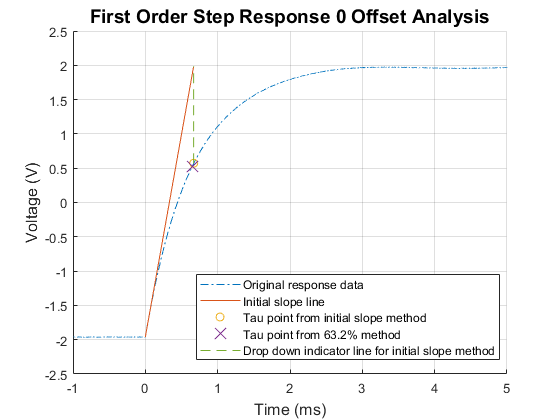 First Order Step Response 0 Offset Analysis
2.5
2
1.5
1
0.5
0
-0.5
-1
-1.5
-2
-2.5
Voltage (V)
Original response data
Initial slope line
Tau point from initial slope method
Tau point from 63.2% method
Drop down indicator line for initial slope method
-1 0 1 2 3 4 5
Time (ms)